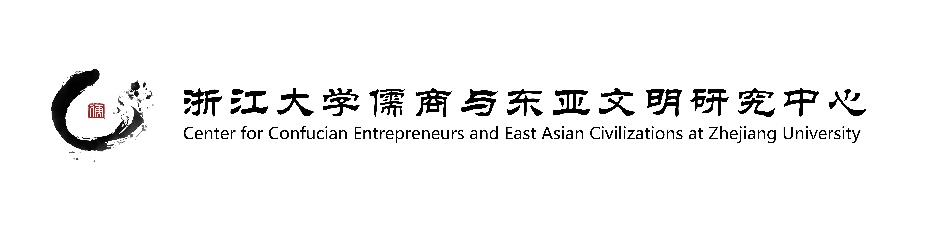 儒
浙江大学儒商与东亚文明研究中心
Center for Confucian Entrepreneurs and East Asian Civilizations at Zhejiang University